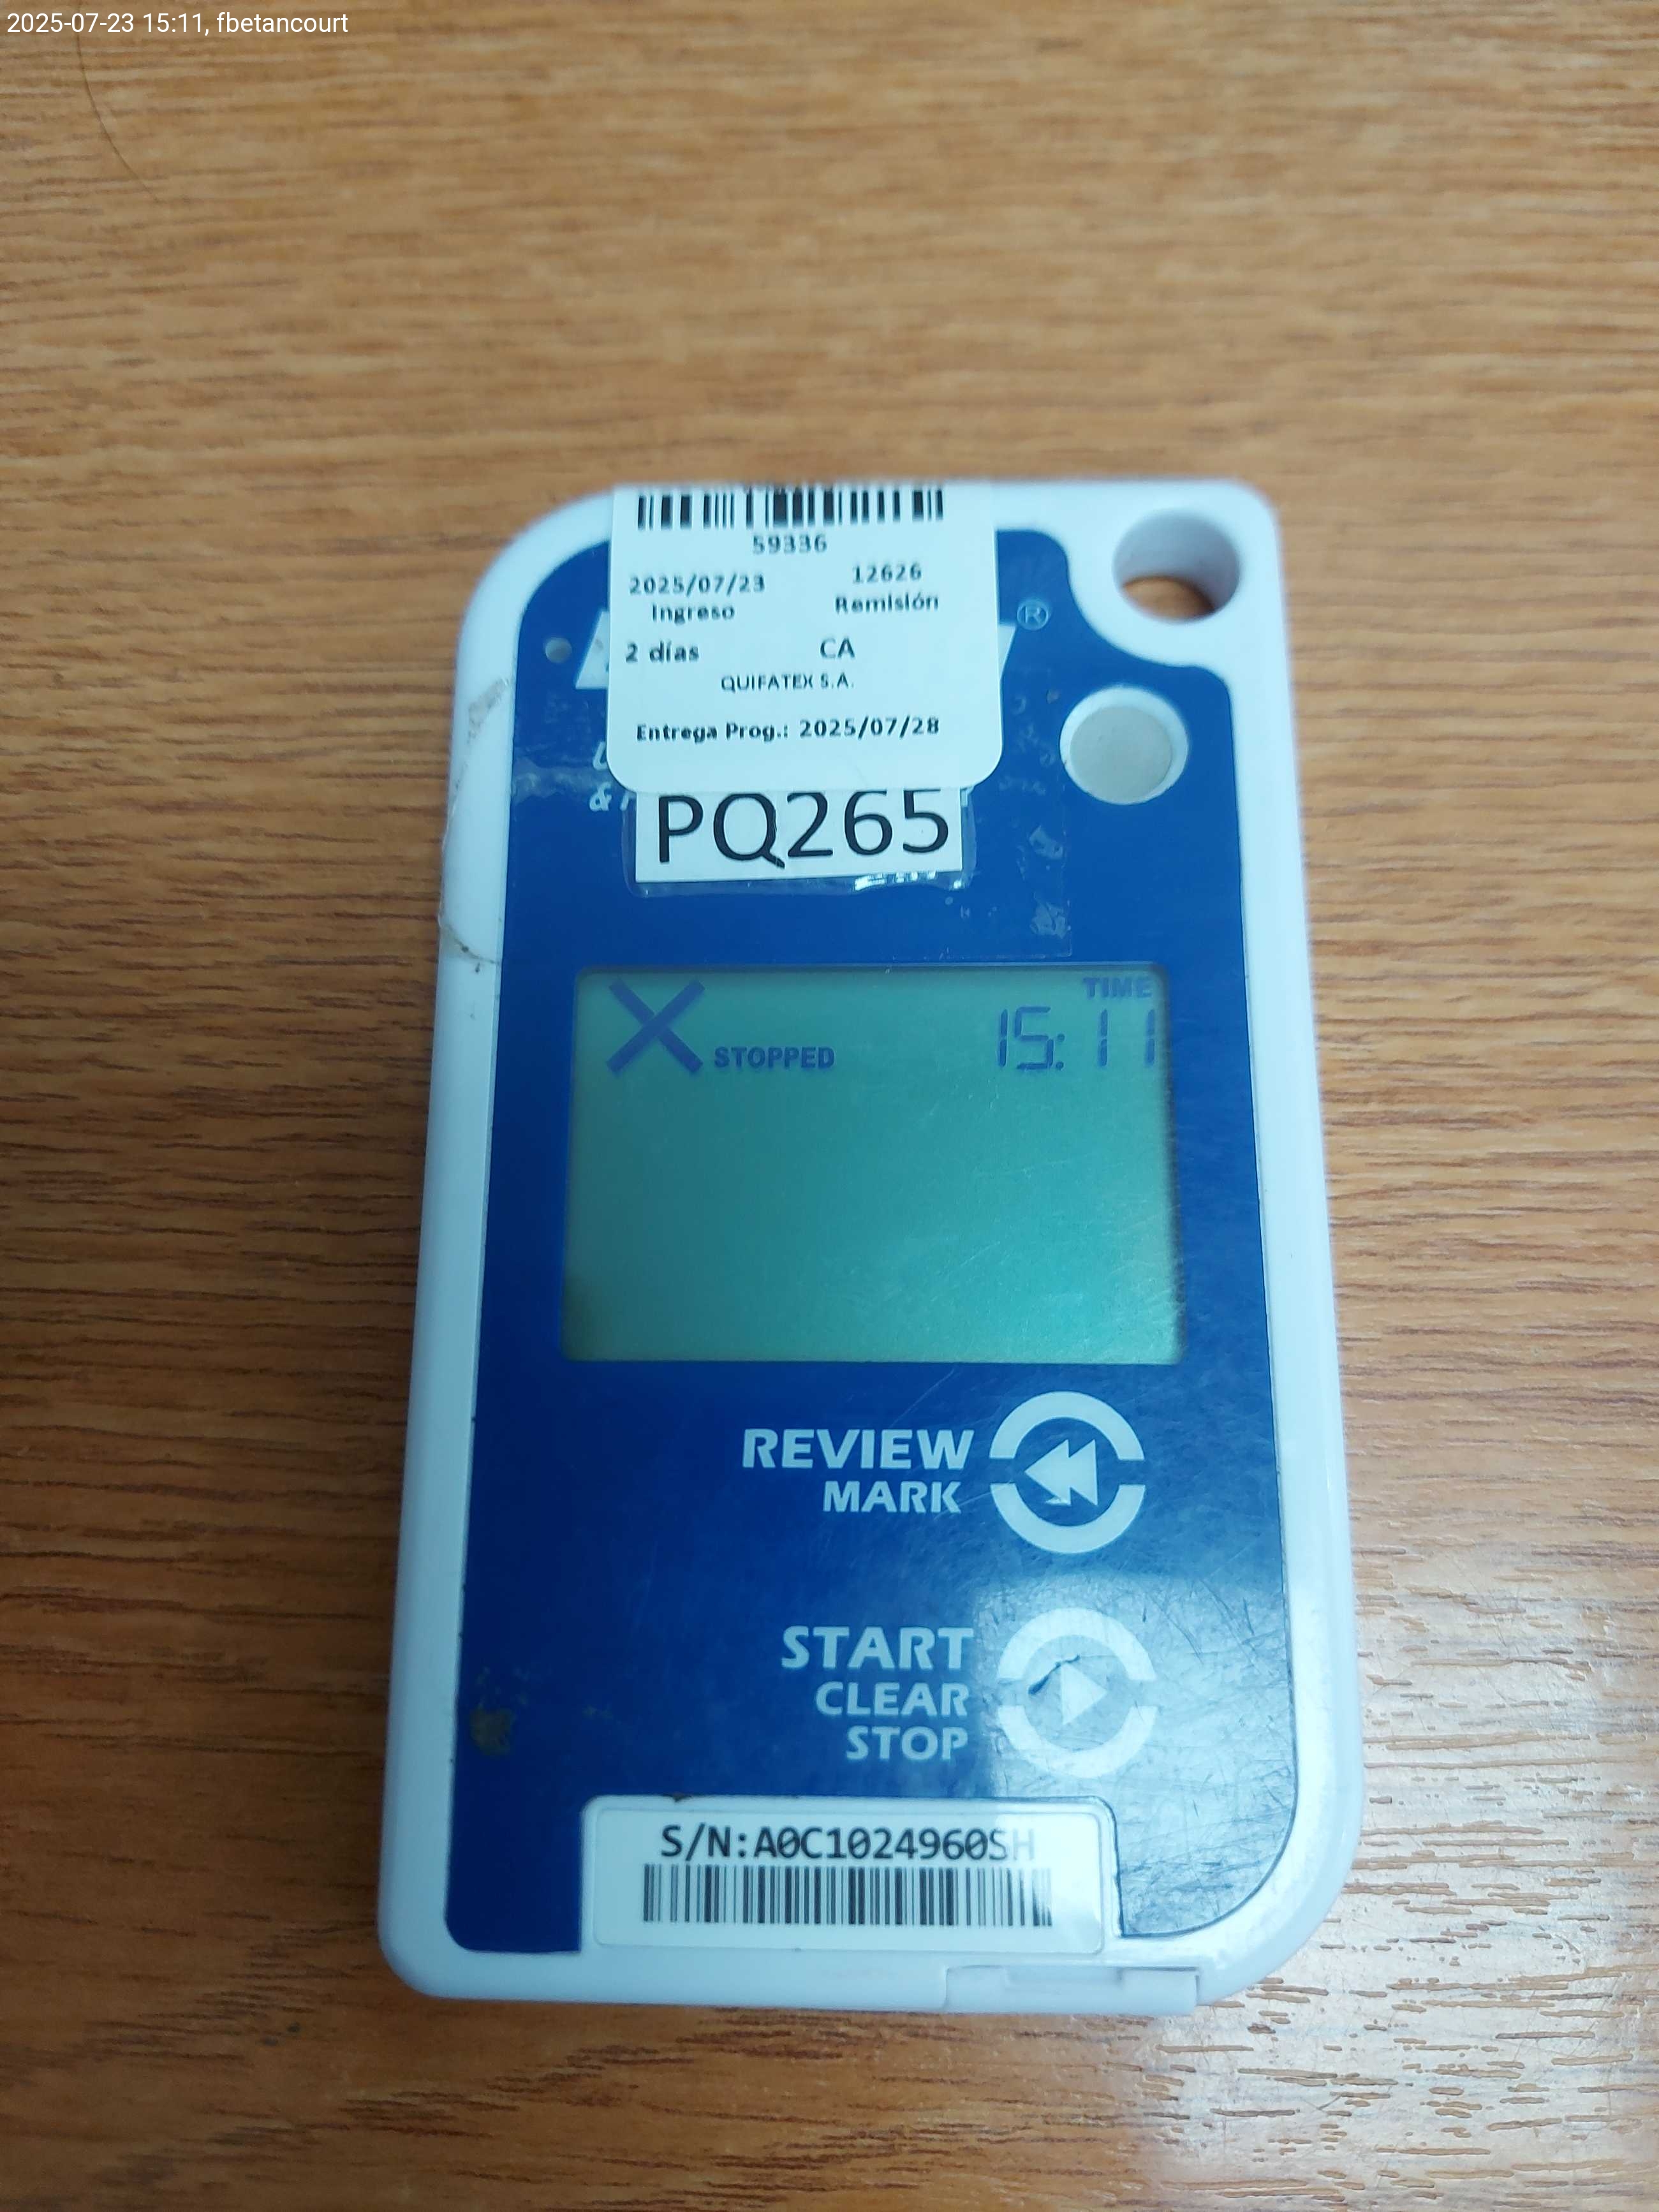 2025-07-23 15:11, fbetancourt
59336
2025/07/23 12626
Ingreso Remisión
2 días CA
QUIFATEX S.A.
Entrega Prog.: 2025/07/28
®
&
PQ265
TIME
STOPPED 15:11
REVIEW
MARK
START
CLEAR
STOP
S/N:A0C1024960SH